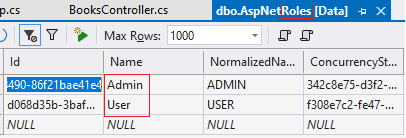 p.cs BooksController.cs dbo.AspNetRoles [Data]
Max Rows: 1000
Id Name NormalizedNa... ConcurrencySt...
490-86f21bae41e4 Admin ADMIN 342c8e75-d3f2-...
d068d35b-3baf... User USER f308e7c2-fe47-...
NULL NULL NULL NULL